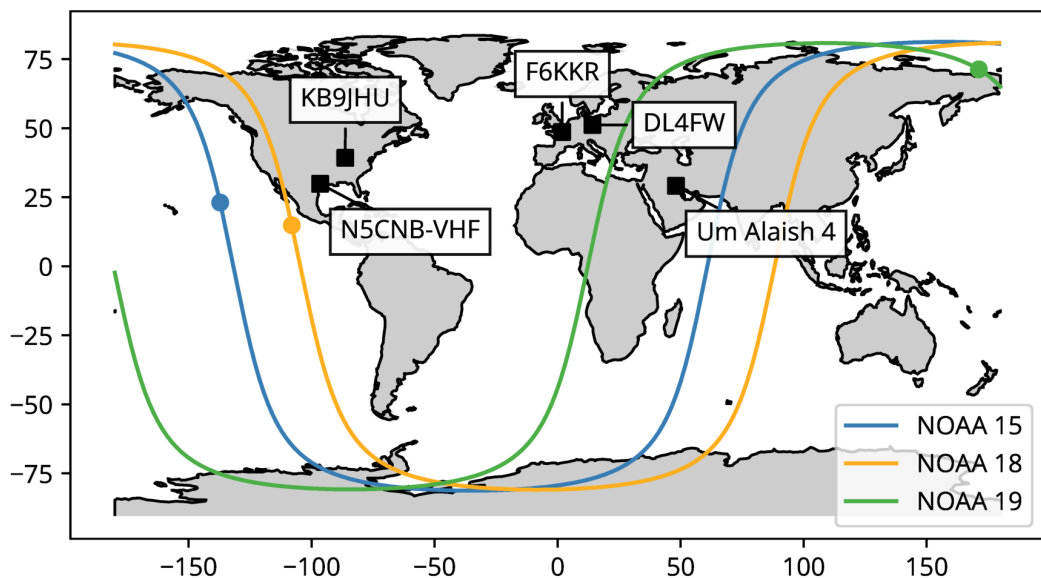 75
50
25
0
−25
−50
−75
−150
−100
−50
0
50
100
150
F6KKR
KB9JHU
DL4FW
N5CNB-VHF
Um Alaish 4
NOAA 15
NOAA 18
NOAA 19